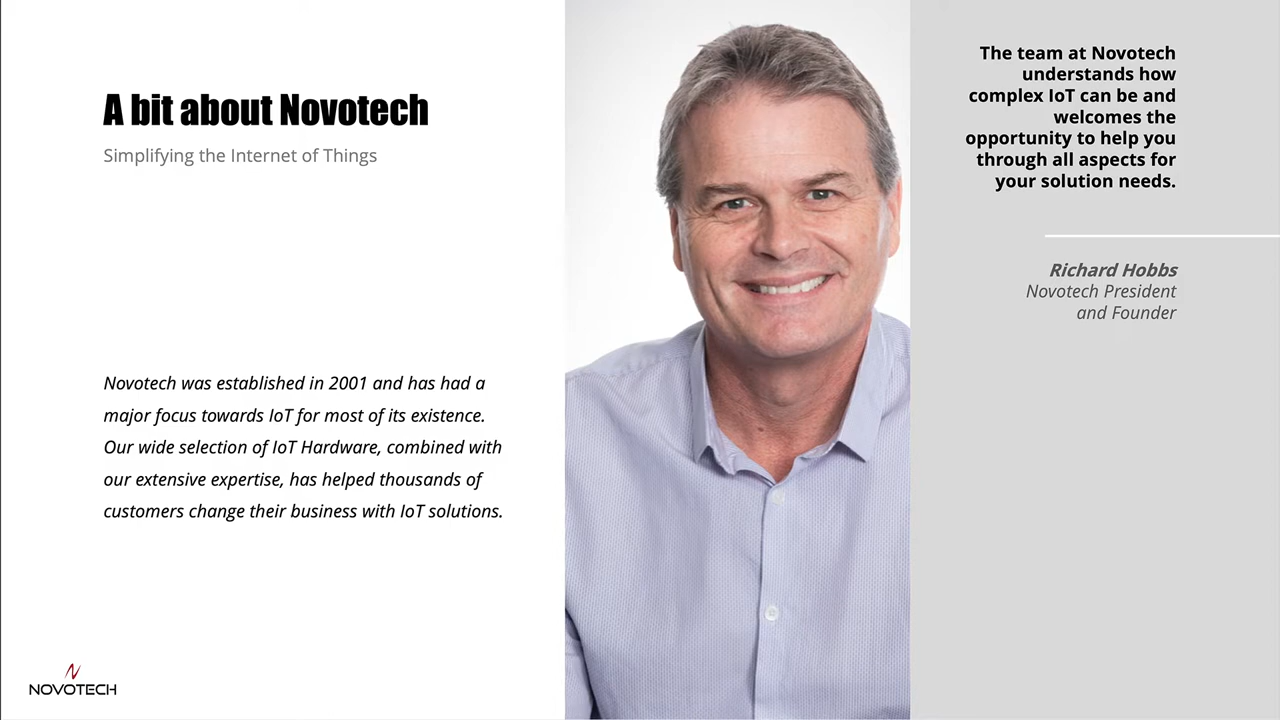 A bit about Novotech
Simplifying the Internet of Things
Novotech was established in 2001 and has had a
major focus towards IoT for most of its existence.
Our wide selection of IoT Hardware, combined with
our extensive expertise, has helped thousands of
customers change their business with IoT solutions.
NOVOTECH
The team at Novotech
understands how
complex IoT can be and
welcomes the
opportunity to help you
through all aspects for
your solution needs.
Richard Hobbs
Novotech President
and Founder